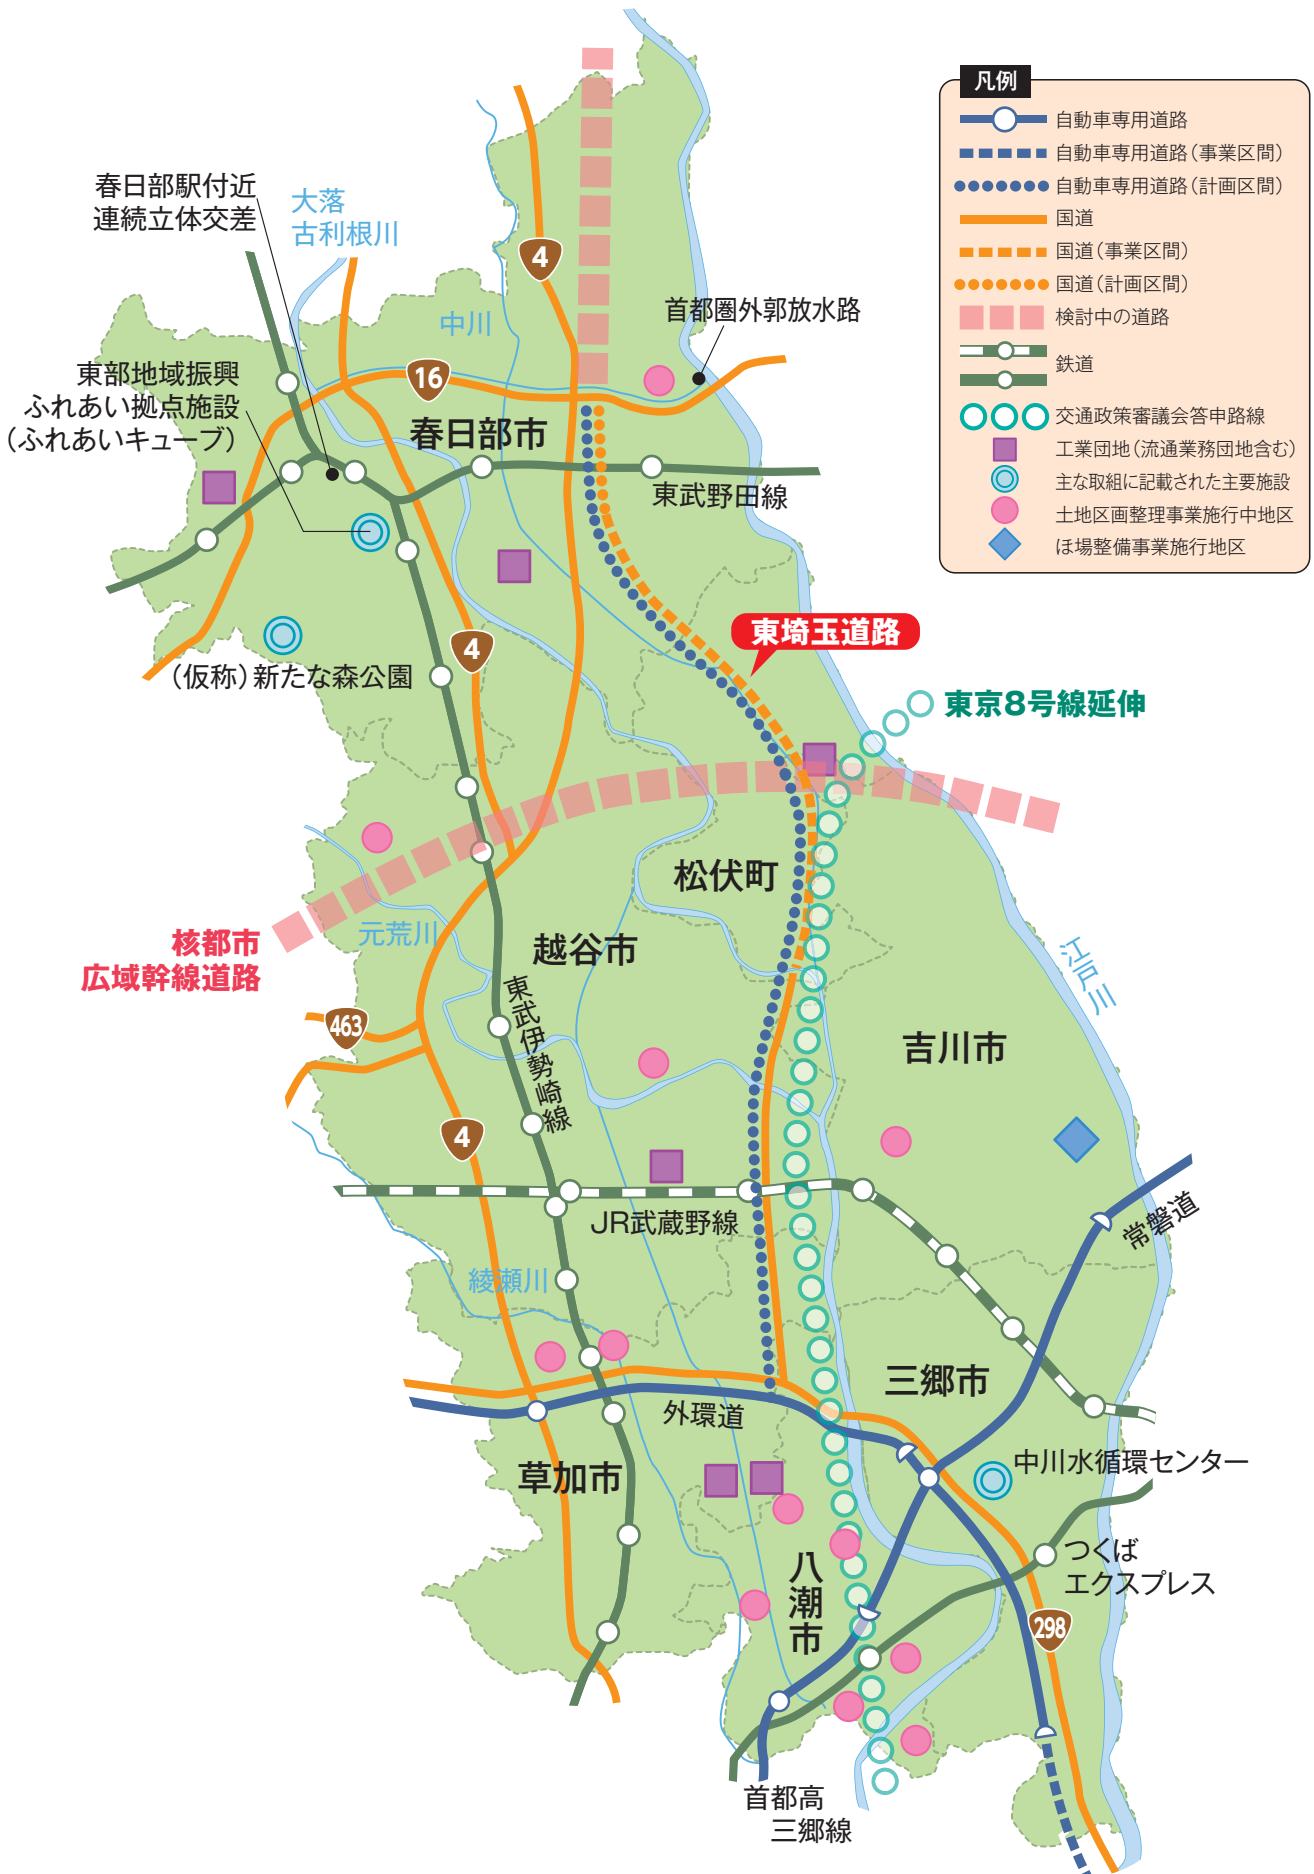 凡例
自動車専用道路
自動車専用道路(事業区間)
自動車専用道路(計画区間)
国道
国道(事業区間)
国道(計画区間)
検討中の道路
鉄道
交通政策審議会答申路線
工業団地(流通業務団地含む)
主な取組に記載された主要施設
土地区画整理事業施行中地区
ほ場整備事業施行地区
春日部駅付近
連続立体交差
大落
古利根川
4
中川
首都圏外郭放水路
16
東部地域振興
ふれあい拠点施設
(ふれあいキューブ)
春日部市
東武野田線
東埼玉道路
4
(仮称)新たな森公園
東京8号線延伸
松伏町
核都市
広域幹線道路
元荒川
越谷市
江戸川
東武伊勢崎線
463
吉川市
4
JR武蔵野線
常磐道
綾瀬川
三郷市
外環道
草加市
中川水循環センター
八潮市
つくば
エクスプレス
298
首都高
三郷線